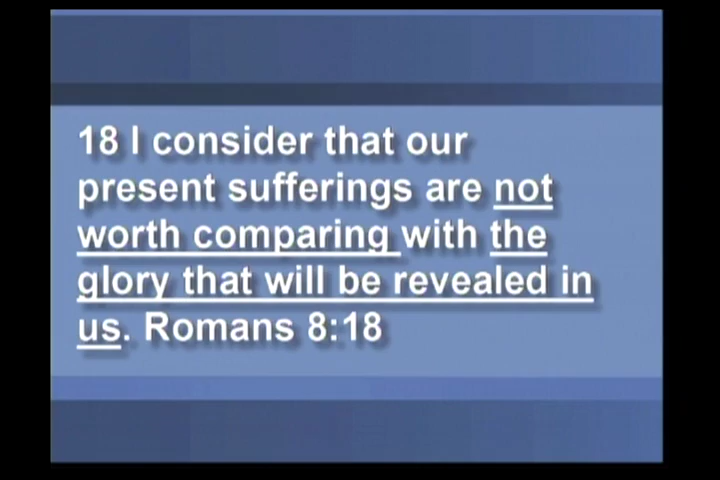 18 I consider that our
present sufferings are not
worth comparing with the
glory that will be revealed in
us. Romans 8:18